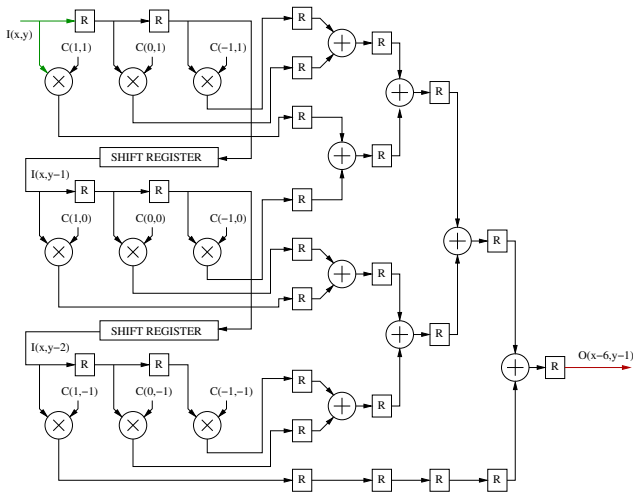 R R R
I(x,y)
C(1,1) C(0,1) C(-1,1)
R
R
R
R
R
SHIFT REGISTER
R
I(x,y-1)
R R
R
C(1,0) C(0,0) C(-1,0)
R
R
R
R
SHIFT REGISTER
R
I(x,y-2)
O(x-6,y-1)
R R
R
R
C(1,-1) C(0,-1) C(-1,-1)
R
R
R R R R